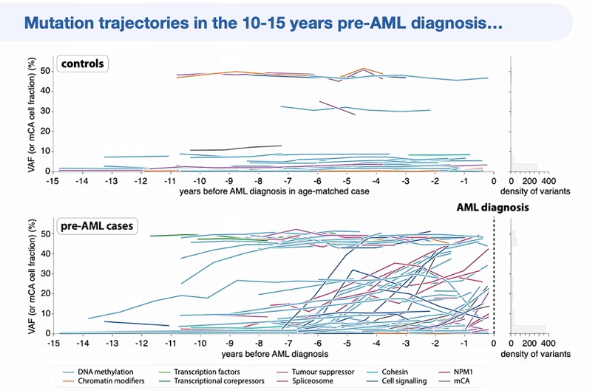 Mutation trajectories in the 10-15 years pre-AML diagnosis...
controls
VAF (or mCA cell fraction) (%)
50
40
30
20
10
0
-15 -14 -13 -12 -11 -10 -9 -8 -7 -6 -5 -4 -3 -2 -1 0
0 200 400
years before AML diagnosis in age-matched case
density of variants
AML diagnosis
pre-AML cases
VAF (or mCA cell fraction) (%)
50
40
30
20
10
0
-15 -14 -13 -12 -11 -10 -9 -8 -7 -6 -5 -4 -3 -2 -1 0
0 200 400
years before AML diagnosis
density of variants
DNA methylation Transcription factors Tumour suppressor Cohesin NPM1
Chromatin modifiers Transcriptional corepressors Spliceosome Cell signalling mCA